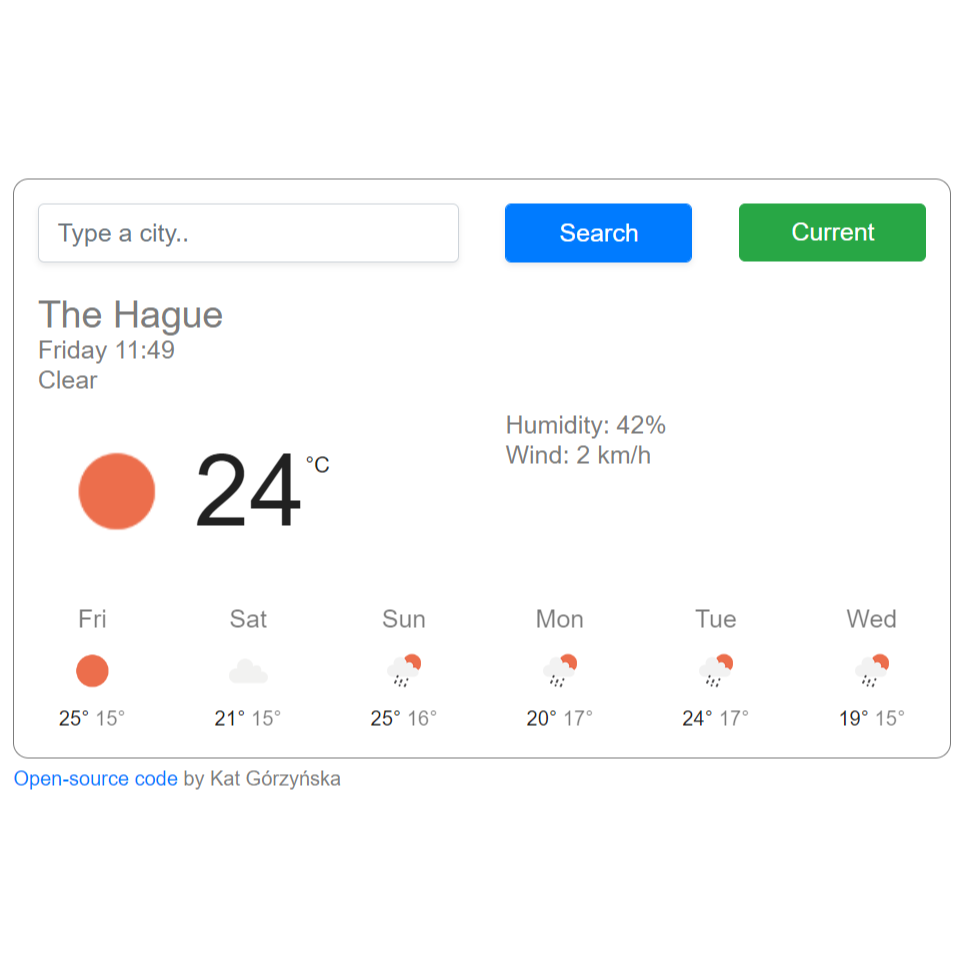 Type a city..
Search
Current
The Hague
Friday 11:49
Clear
Humidity: 42%
Wind: 2 km/h
24 °C
Fri Sat Sun Mon Tue Wed
25° 15° 21° 15° 25° 16° 20° 17° 24° 17° 19° 15°
Open-source code by Kat Górzyńska